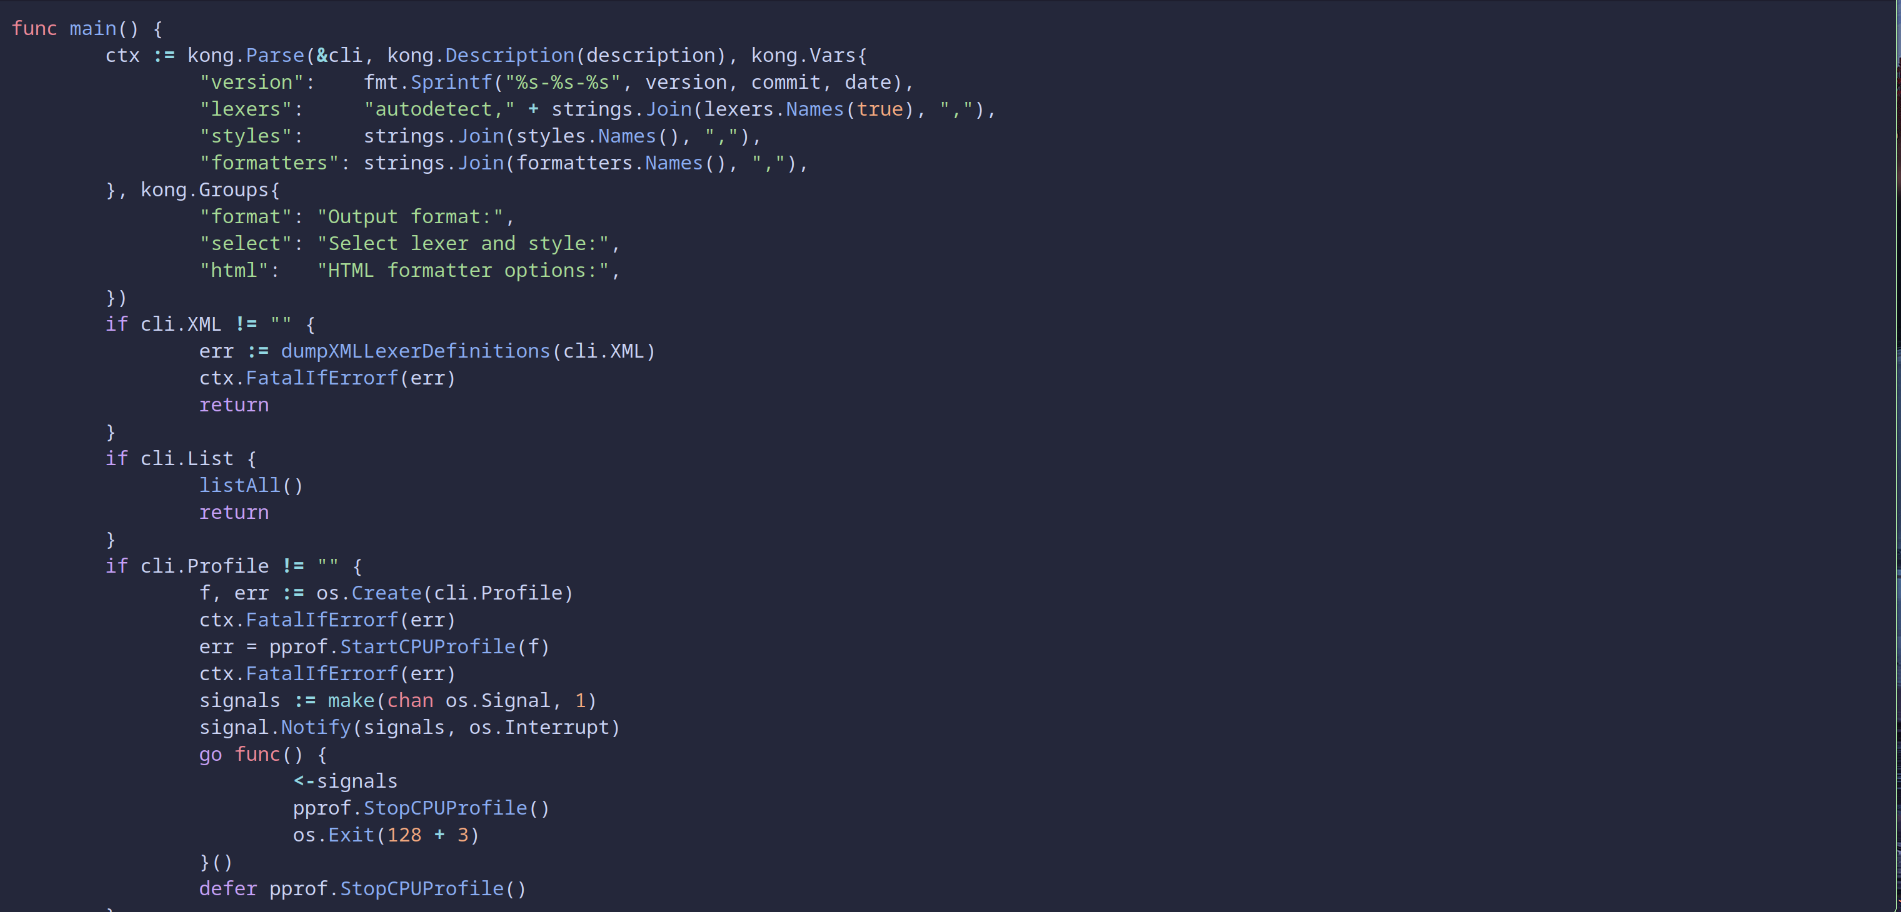 func main() {
        ctx := kong.Parse(&cli, kong.Description(description), kong.Vars{
                "version":    fmt.Sprintf("%s-%s-%s", version, commit, date),
                "lexers":     "autodetect," + strings.Join(lexers.Names(true), ","),
                "styles":     strings.Join(styles.Names(), ","),
                "formatters": strings.Join(formatters.Names(), ","),
        }, kong.Groups{
                "format": "Output format:",
                "select": "Select lexer and style:",
                "html":   "HTML formatter options:",
        })
        if cli.XML != "" {
                err := dumpXMLLexerDefinitions(cli.XML)
                ctx.FatalIfErrorf(err)
                return
        }
        if cli.List {
                listAll()
                return
        }
        if cli.Profile != "" {
                f, err := os.Create(cli.Profile)
                ctx.FatalIfErrorf(err)
                err = pprof.StartCPUProfile(f)
                ctx.FatalIfErrorf(err)
                signals := make(chan os.Signal, 1)
                signal.Notify(signals, os.Interrupt)
                go func() {
                        <-signals
                        pprof.StopCPUProfile()
                        os.Exit(128 + 3)
                }()
                defer pprof.StopCPUProfile()
        }